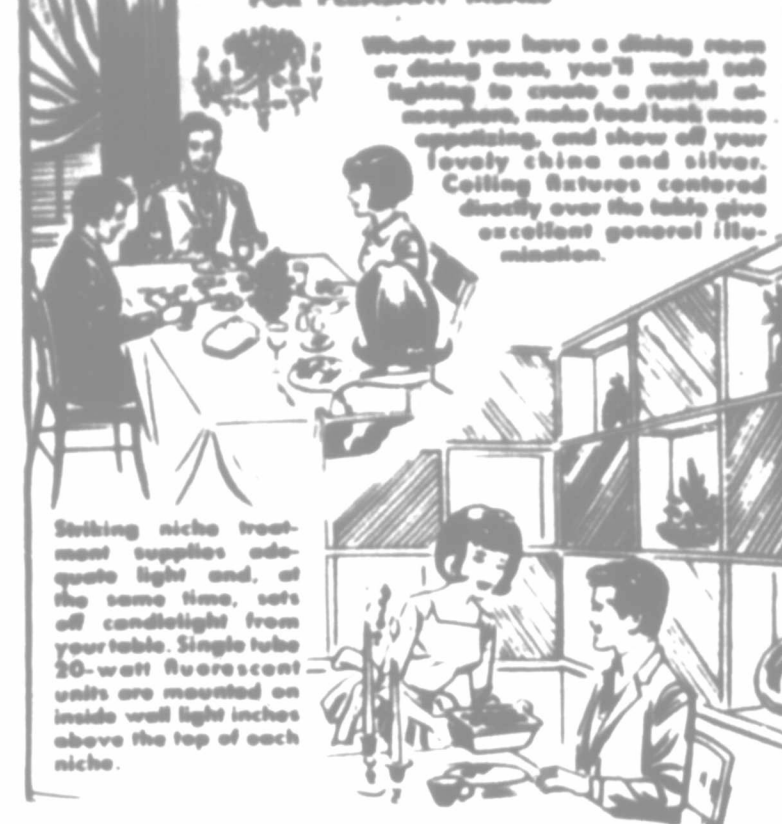 FOR PLEASANT MEALS
Whether you have a dining room
or dining area, you'll want soft
lighting to create a restful at-
mosphere, make food look more
appetizing, and show off your
lovely china and silver.
Ceiling fixtures centered
directly over the table give
excellent general illu-
mination.
Striking niche treat-
ment supplies ade-
quate light and, at
the same time, sets
off candlelight from
your table. Single tube
20-watt fluorescent
units are mounted on
inside wall light inches
above the top of each
niche.